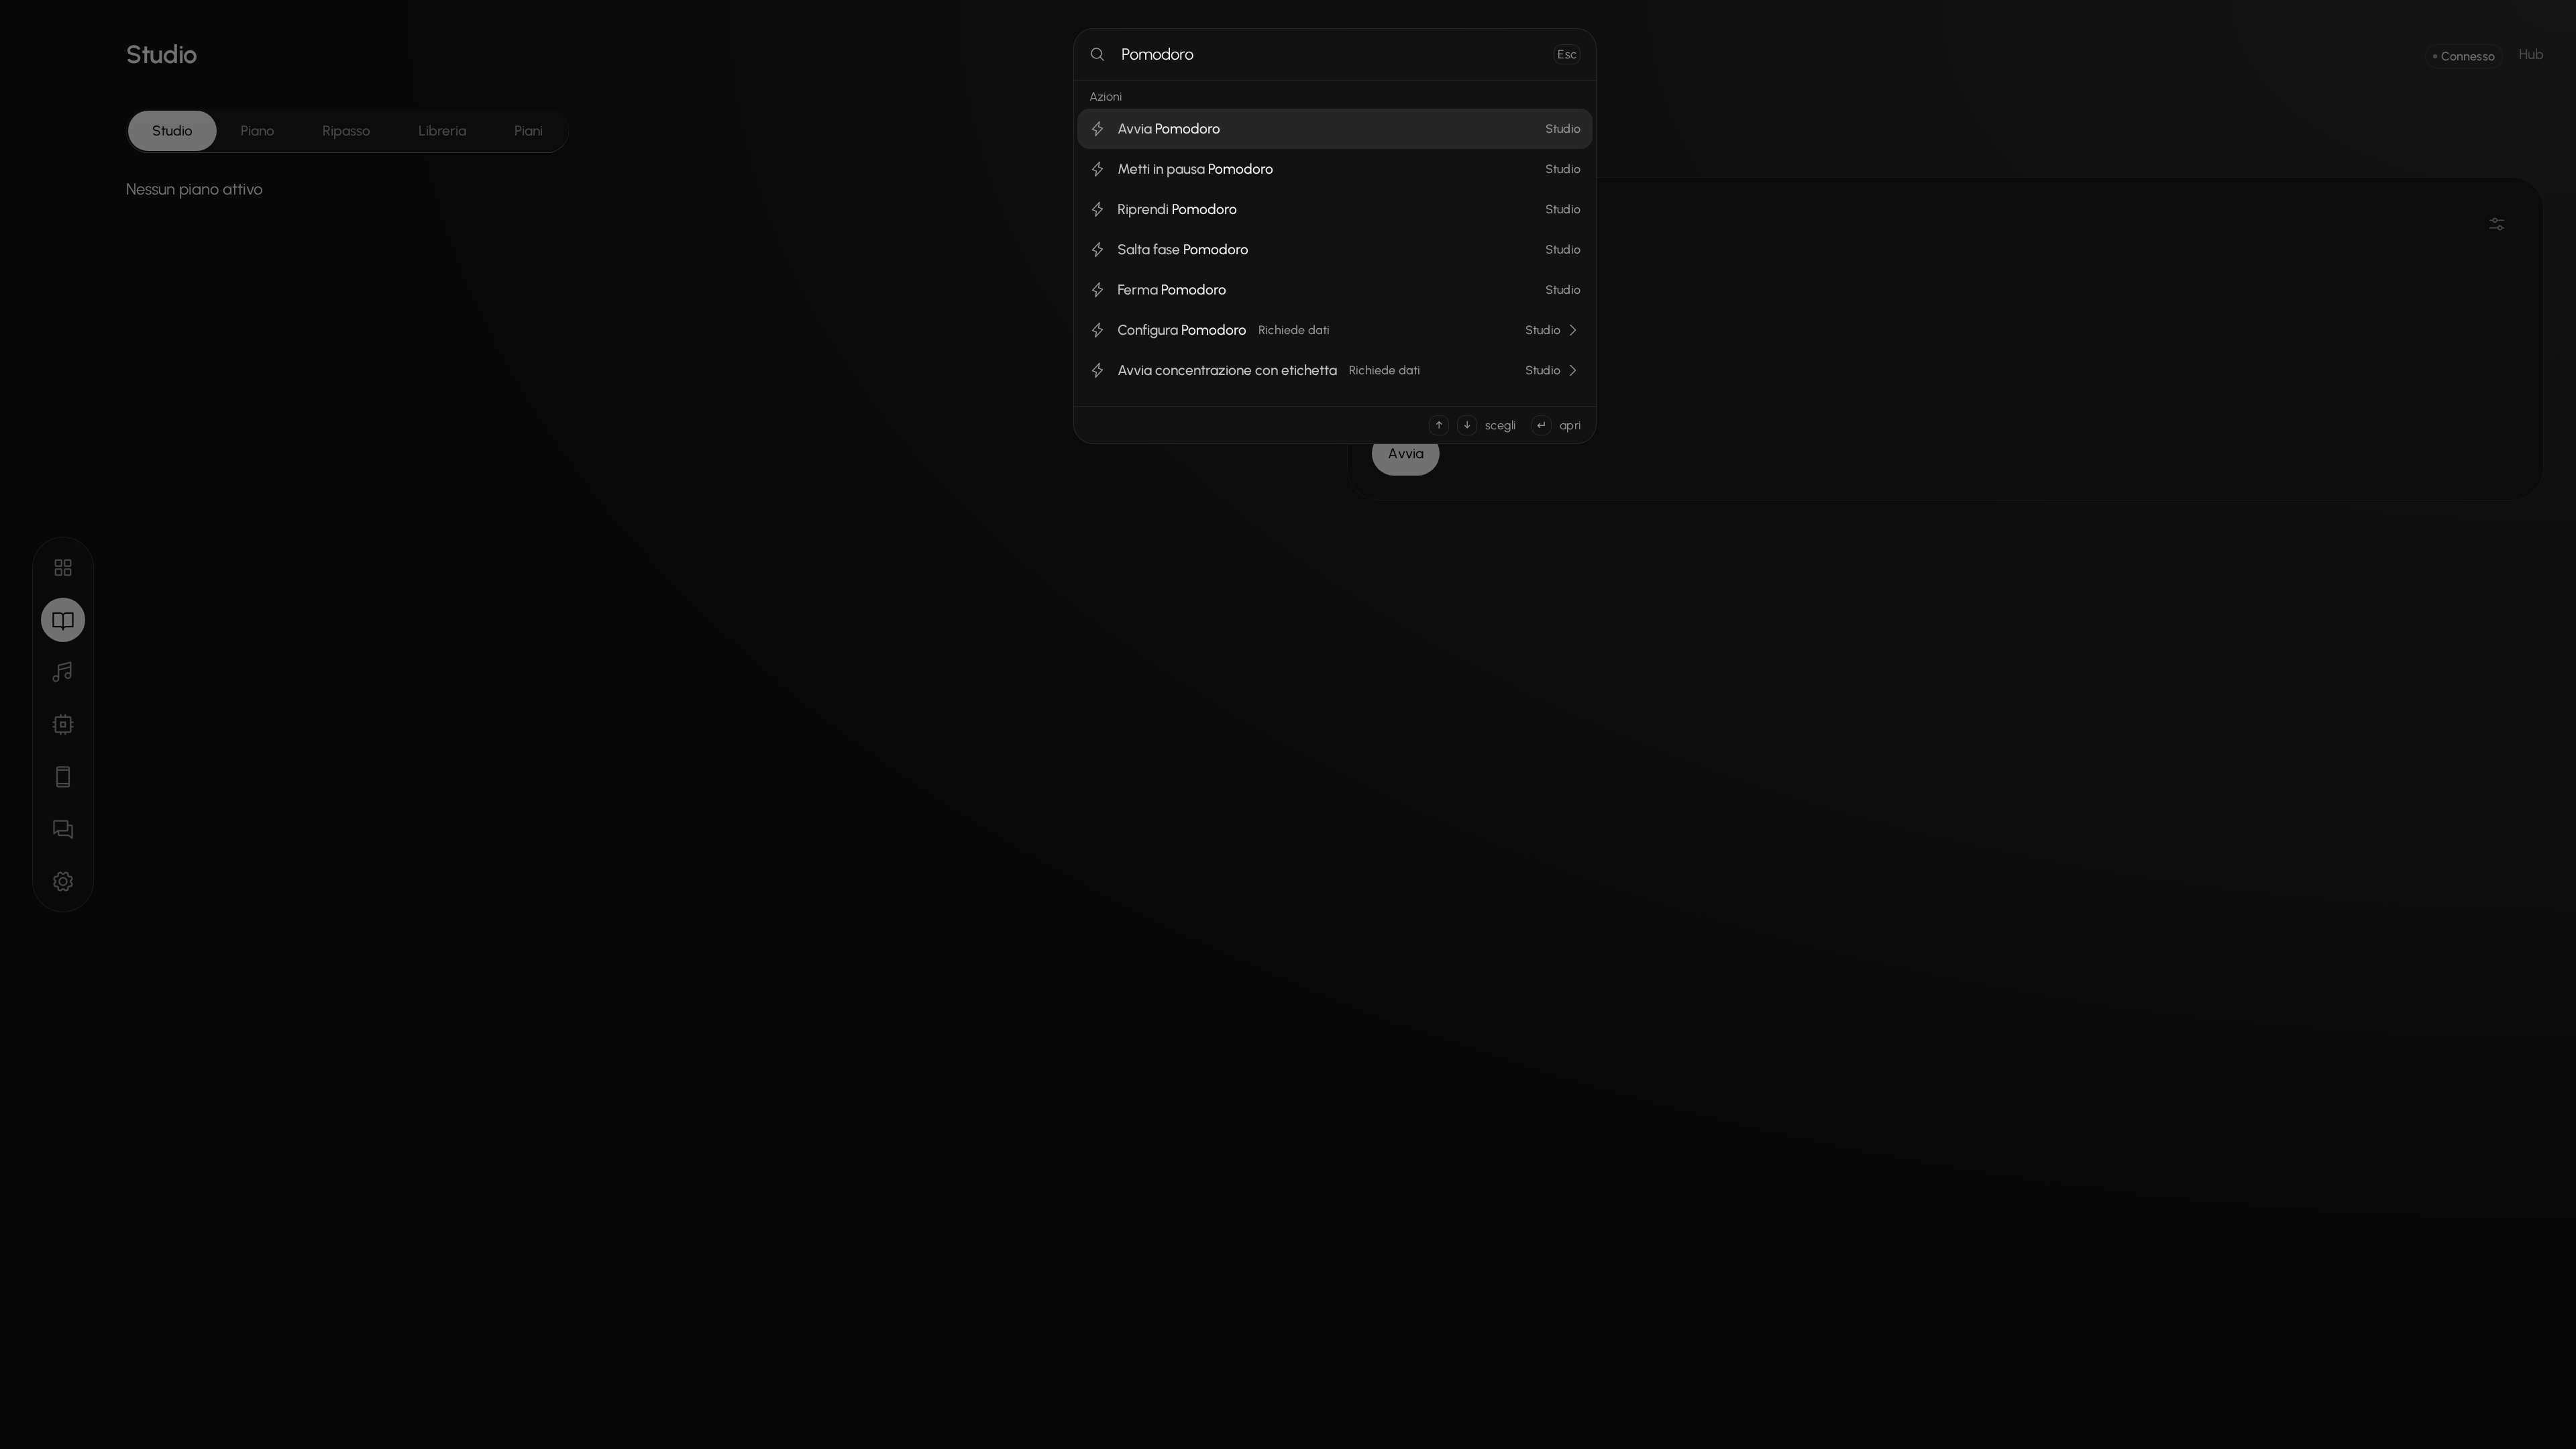 Studio
Pomodoro Esc
Connesso Hub
Azioni
Studio Piano Ripasso Libreria Piani
Avvia Pomodoro Studio
Metti in pausa Pomodoro Studio
Nessun piano attivo
Riprendi Pomodoro Studio
Salta fase Pomodoro Studio
Ferma Pomodoro Studio
Configura Pomodoro Richiede dati Studio
Avvia concentrazione con etichetta Richiede dati Studio
↑ ↓ scegli ↵ apri
Avvia